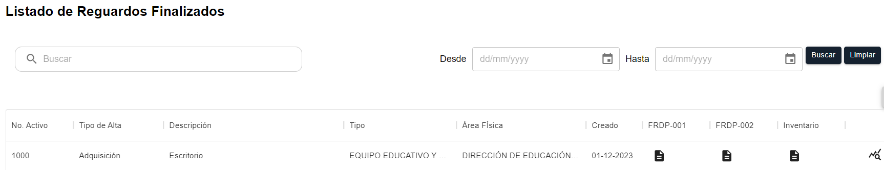 Listado de Reguardos Finalizados
Buscar Desde dd/mm/yyyy Hasta dd/mm/yyyy Buscar Limpiar
No. Activo Tipo de Alta Descripción Tipo Área Física Creado FRDP-001 FRDP-002 Inventario
1000 Adquisición Escritorio EQUIPO EDUCATIVO Y DIRECCIÓN DE EDUCACIÓN 01-12-2023